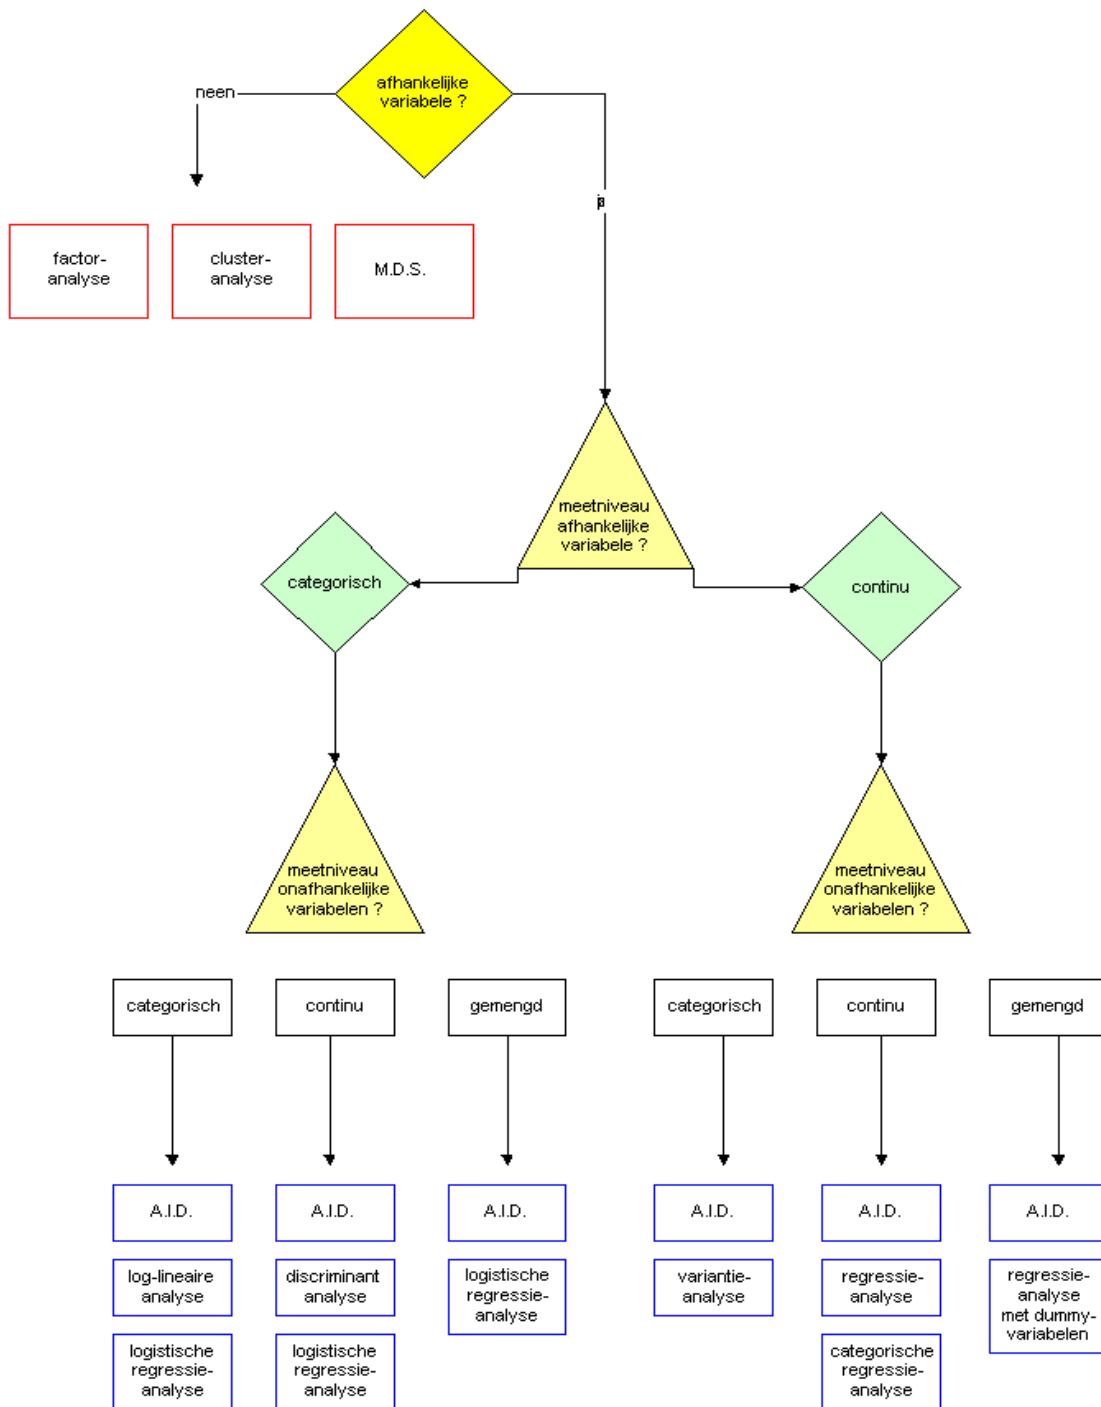 afhankelijke
variabele ?
neen
ja
factor-
analyse
cluster-
analyse
M.D.S.
meetniveau
afhankelijke
variabele ?
categorisch
continu
meetniveau
onafhankelijke
variabelen ?
meetniveau
onafhankelijke
variabelen ?
categorisch
continu
gemengd
categorisch
continu
gemengd
A.I.D.
A.I.D.
A.I.D.
A.I.D.
A.I.D.
A.I.D.
log-lineaire
analyse
discriminant
analyse
logistische
regressie-
analyse
variantie-
analyse
regressie-
analyse
regressie-
analyse
met dummy-
variabelen
logistische
regressie-
analyse
logistische
regressie-
analyse
categorische
regressie-
analyse